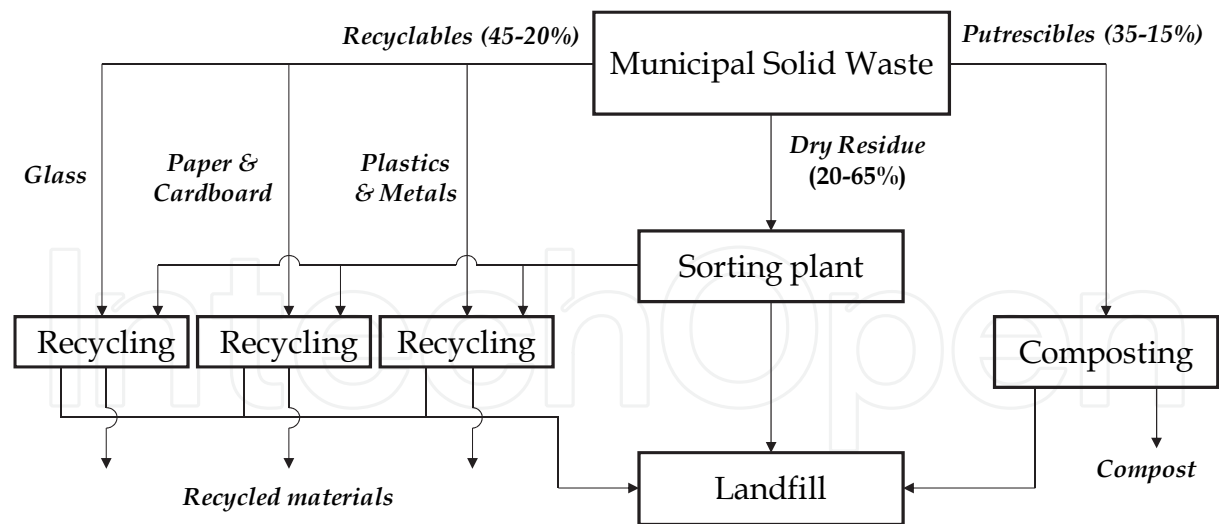 Recyclables (45-20%)
Municipal Solid Waste
Putrescibles (35-15%)
Glass
Paper &
Cardboard
Plastics
& Metals
Dry Residue
(20-65%)
Sorting plant
Recycling
Recycling
Recycling
Composting
Recycled materials
Landfill
Compost
IntechOpen